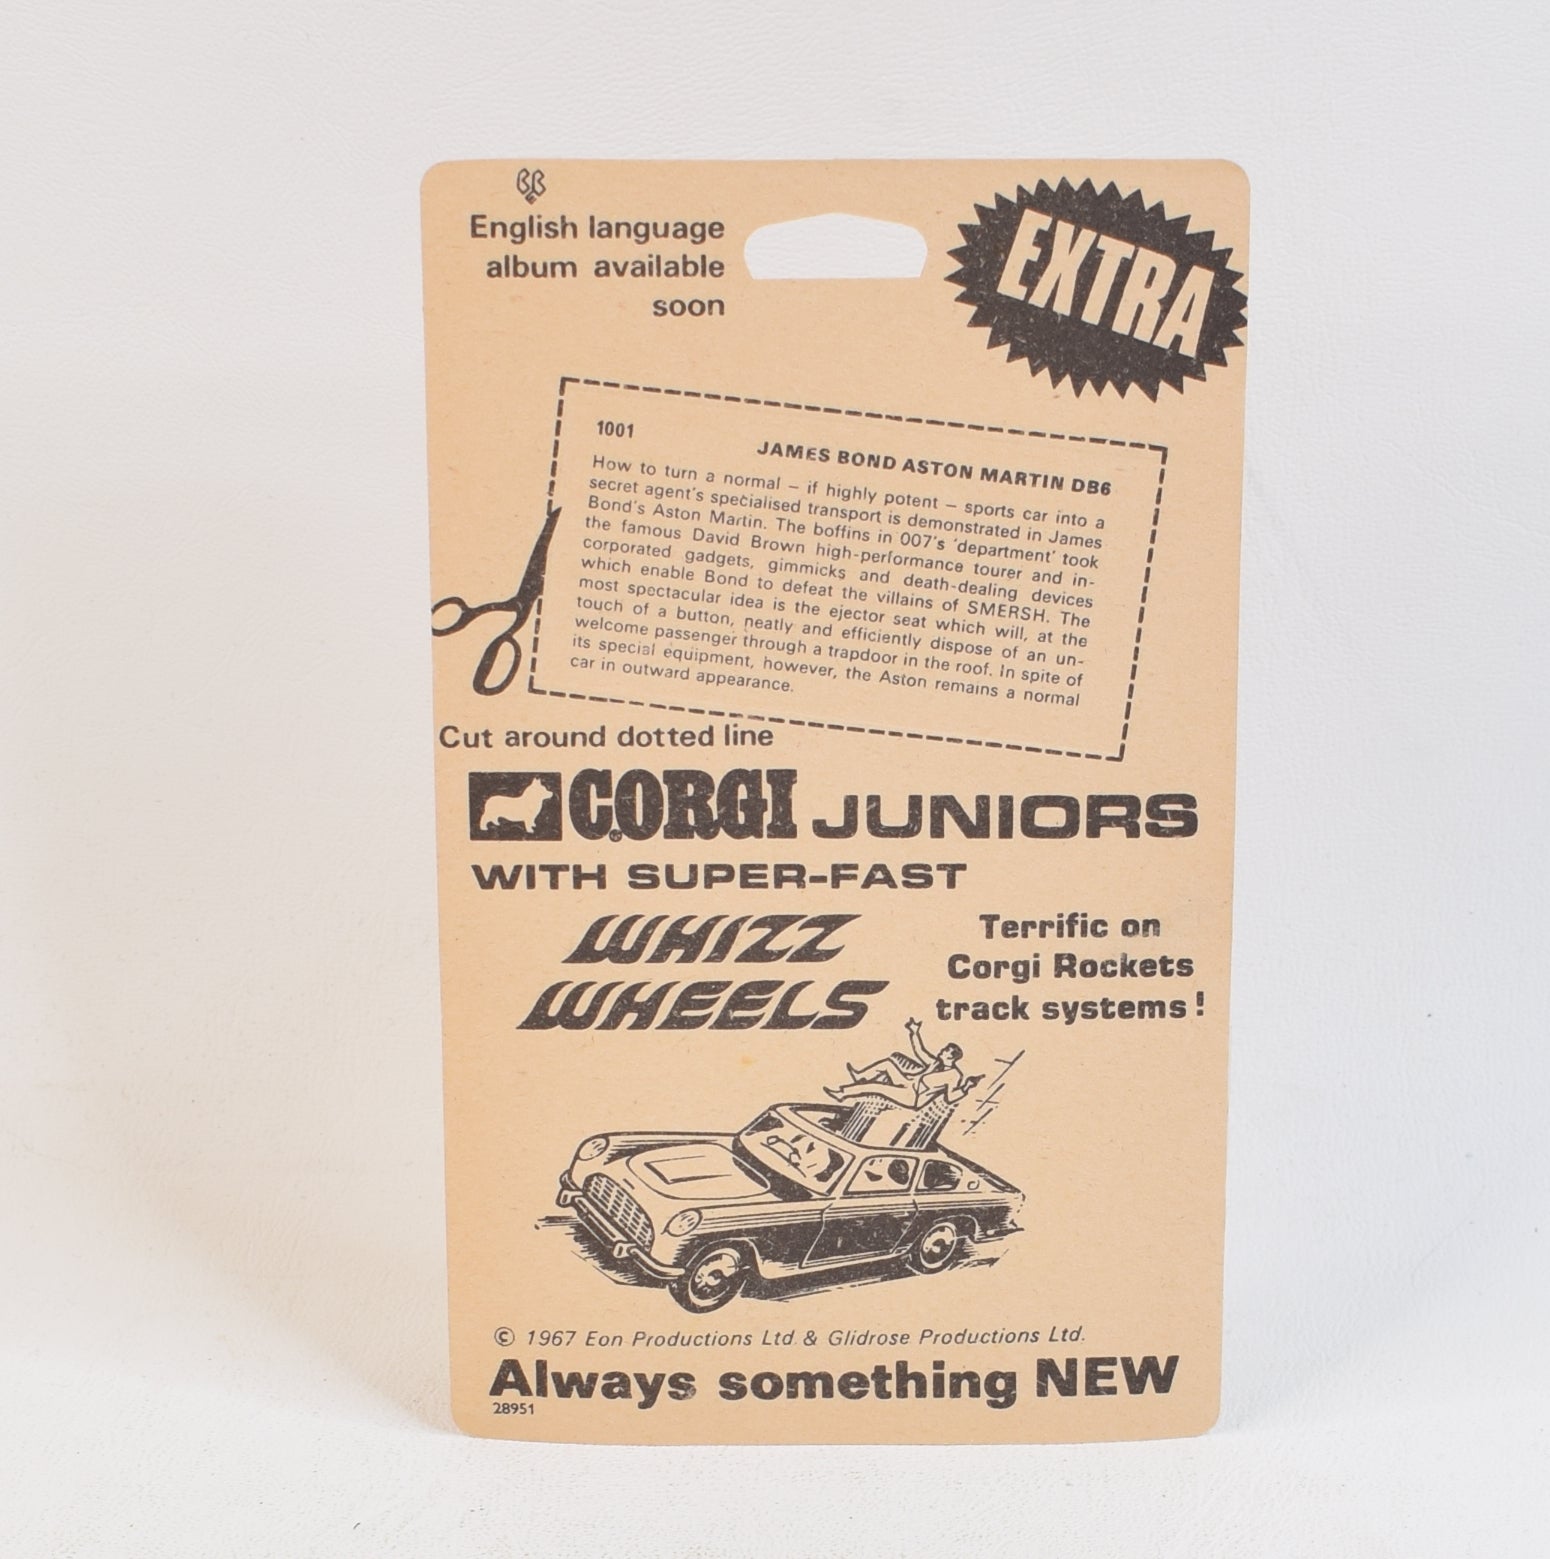 English language
album available
soon
EXTRA
1001
JAMES BOND ASTON MARTIN DB6
How to turn a normal – if highly potent – sports car into a
secret agent's specialised transport is demonstrated in James
Bond's Aston Martin. The boffins in 007's 'department' took
the famous David Brown high-performance tourer and in-
corporated gadgets, gimmicks and death-dealing devices
which enable Bond to defeat the villains of SMERSH. The
most spectacular idea is the ejector seat which will, at the
touch of a button, neatly and efficiently dispose of an un-
welcome passenger through a trapdoor in the roof. In spite of
its special equipment, however, the Aston remains a normal
car in outward appearance.
Cut around dotted line
CORGI JUNIORS
WITH SUPER-FAST
WHIZZ
WHEELS
Terrific on
Corgi Rockets
track systems!
© 1967 Eon Productions Ltd. & Glidrose Productions Ltd.
Always something NEW
28951